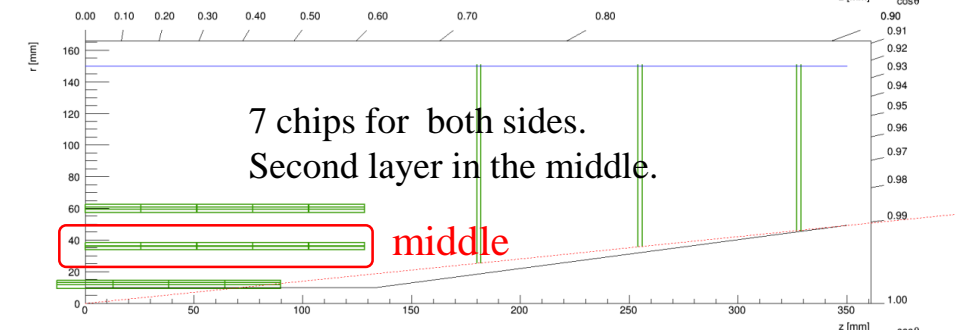 cosθ
0.00 0.10 0.20 0.30 0.40 0.50 0.60 0.70 0.80 0.90
0.91
r [mm]
160
0.92
0.93
140
0.94
0.95
120
7 chips for both sides.
0.96
100
0.97
Second layer in the middle.
80
0.98
60
0.99
40
middle
20
0
1.00
0 50 100 150 200 250 300 350
z [mm]
cosθ